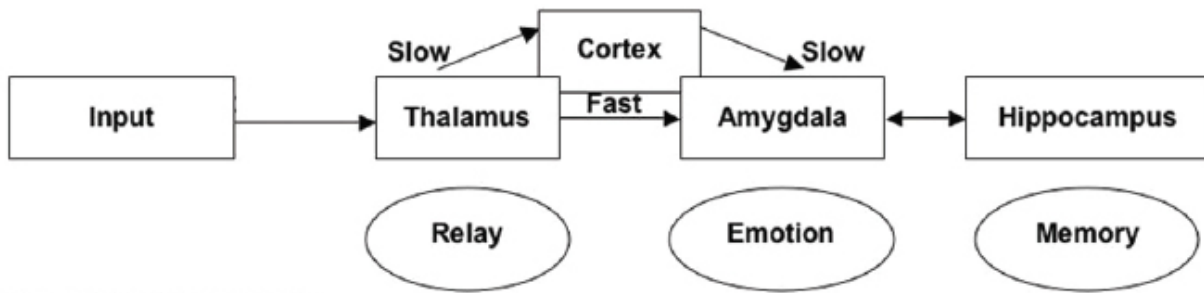 Slow
Cortex
Slow
Input
Thalamus
Fast
Amygdala
Hippocampus
Relay
Emotion
Memory